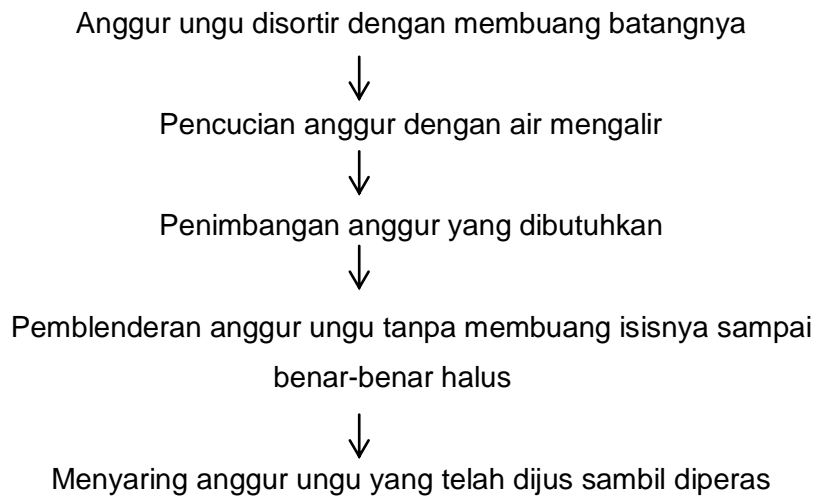 Anggur ungu disortir dengan membuang batangnya
Pencucian anggur dengan air mengalir
Penimbangan anggur yang dibutuhkan
Pemblenderan anggur ungu tanpa membuang isisnya sampai
benar-benar halus
Menyaring anggur ungu yang telah dijus sambil diperas